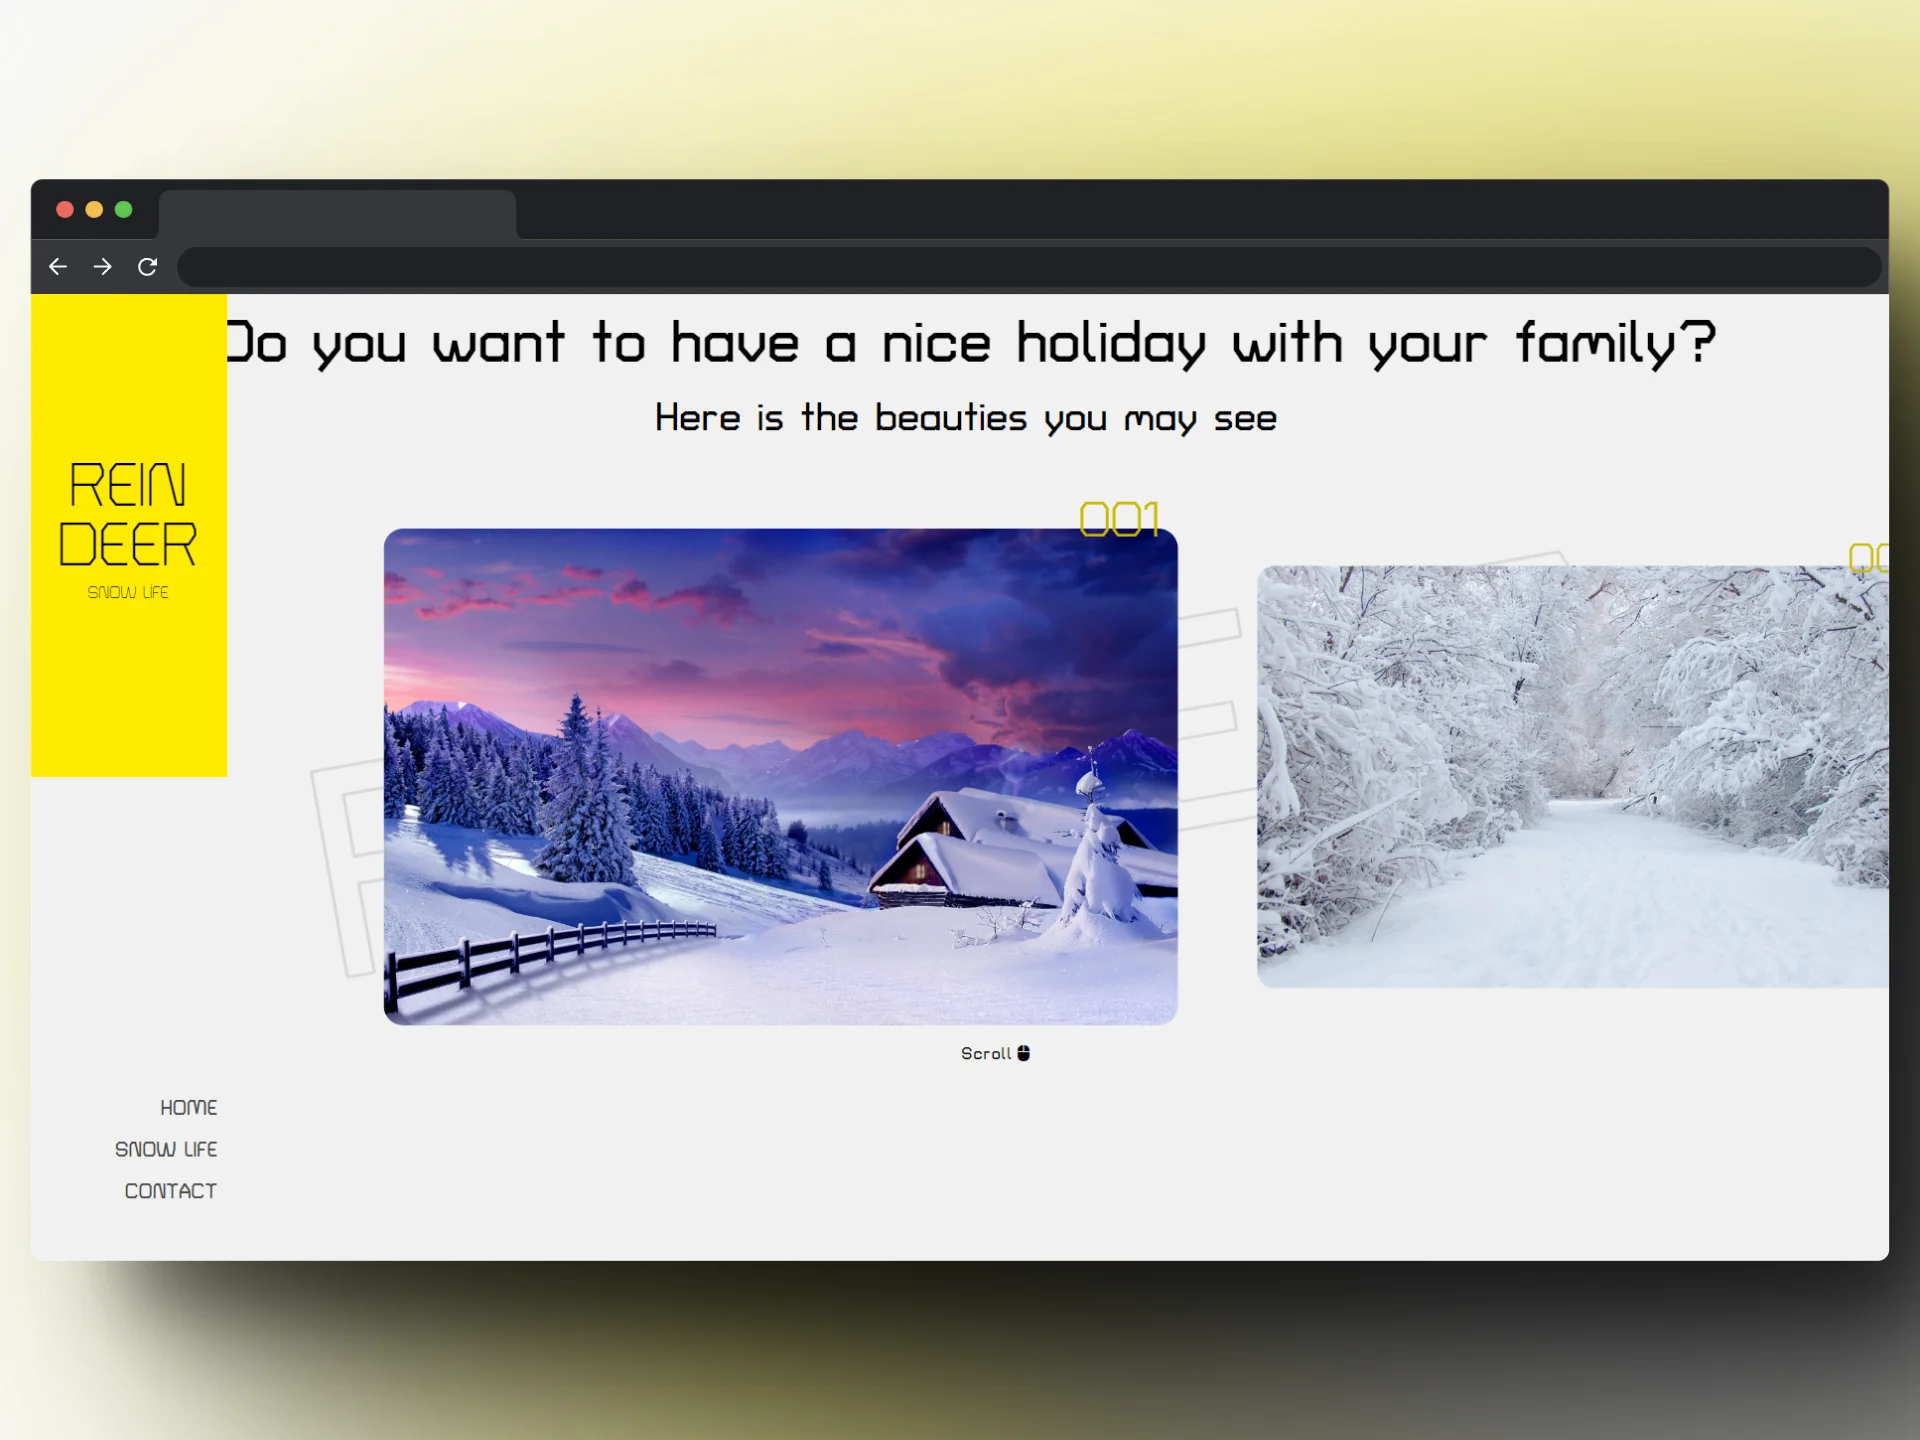 Do you want to have a nice holiday with your family?
Here is the beauties you may see
REIN
DEER
SNOW LIFE
001
Scroll
HOME
SNOW LIFE
CONTACT